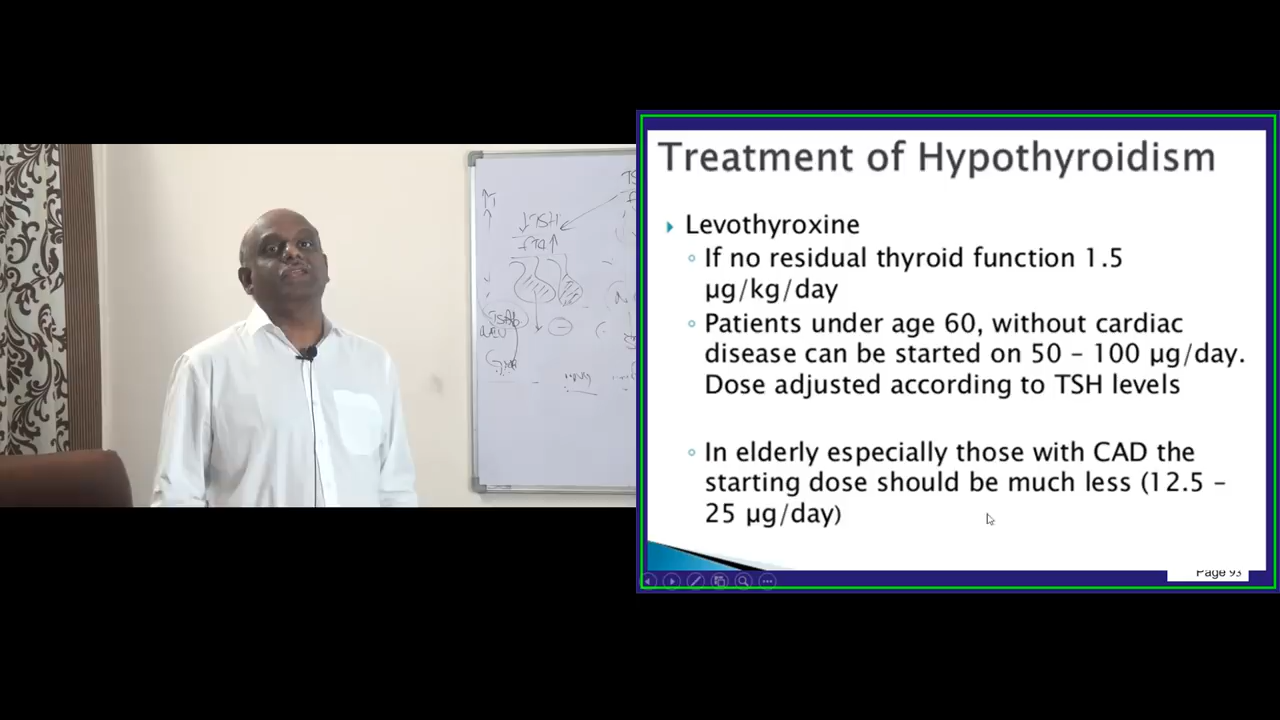 Treatment of Hypothyroidism
Levothyroxine
If no residual thyroid function 1.5
µg/kg/day
Patients under age 60, without cardiac
disease can be started on 50 – 100 µg/day.
Dose adjusted according to TSH levels
In elderly especially those with CAD the
starting dose should be much less (12.5 –
25 µg/day)
Page 93
↓TSH